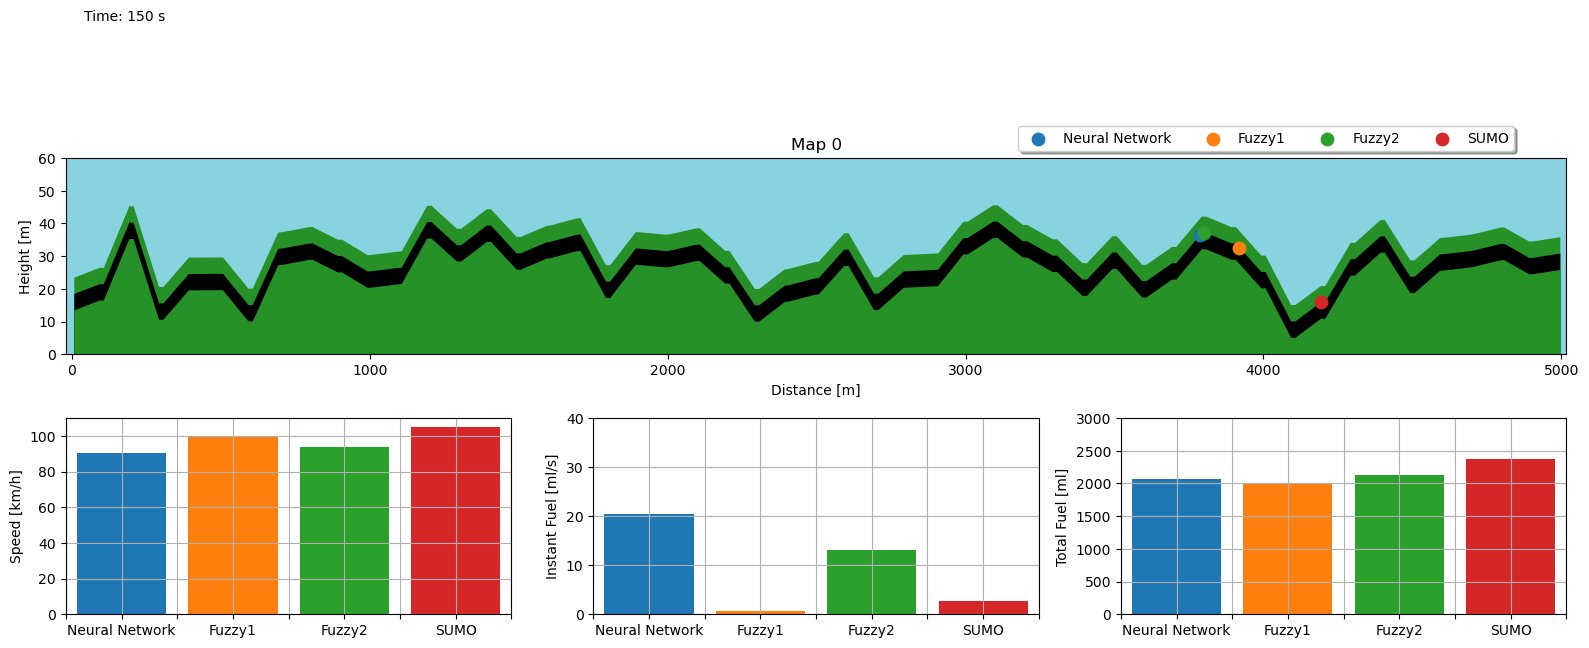 Time: 150 s
Map 0
Neural Network Fuzzy1 Fuzzy2 SUMO
Height [m]
60
50
40
30
20
10
0
0 1000 2000 3000 4000 5000
Distance [m]
Speed [km/h]
100
80
60
40
20
0
Neural Network Fuzzy1 Fuzzy2 SUMO
Instant Fuel [ml/s]
40
30
20
10
0
Neural Network Fuzzy1 Fuzzy2 SUMO
Total Fuel [ml]
3000
2500
2000
1500
1000
500
0
Neural Network Fuzzy1 Fuzzy2 SUMO